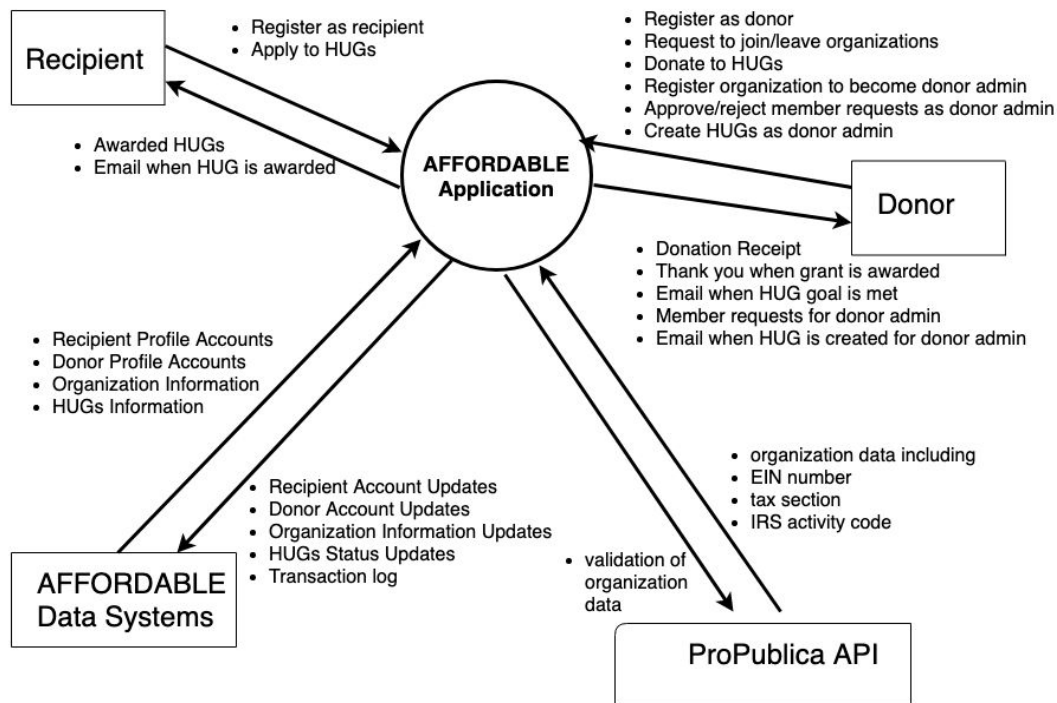 Recipient
• Register as recipient
• Apply to HUGs
• Awarded HUGs
• Email when HUG is awarded
AFFORDABLE
Application
• Register as donor
• Request to join/leave organizations
• Donate to HUGs
• Register organization to become donor admin
• Approve/reject member requests as donor admin
• Create HUGs as donor admin
Donor
• Donation Receipt
• Thank you when grant is awarded
• Email when HUG goal is met
• Member requests for donor admin
• Email when HUG is created for donor admin
• Recipient Profile Accounts
• Donor Profile Accounts
• Organization Information
• HUGs Information
• Recipient Account Updates
• Donor Account Updates
• Organization Information Updates
• HUGs Status Updates
• Transaction log
AFFORDABLE
Data Systems
• organization data including
• EIN number
• tax section
• IRS activity code
• validation of
organization
data
ProPublica API